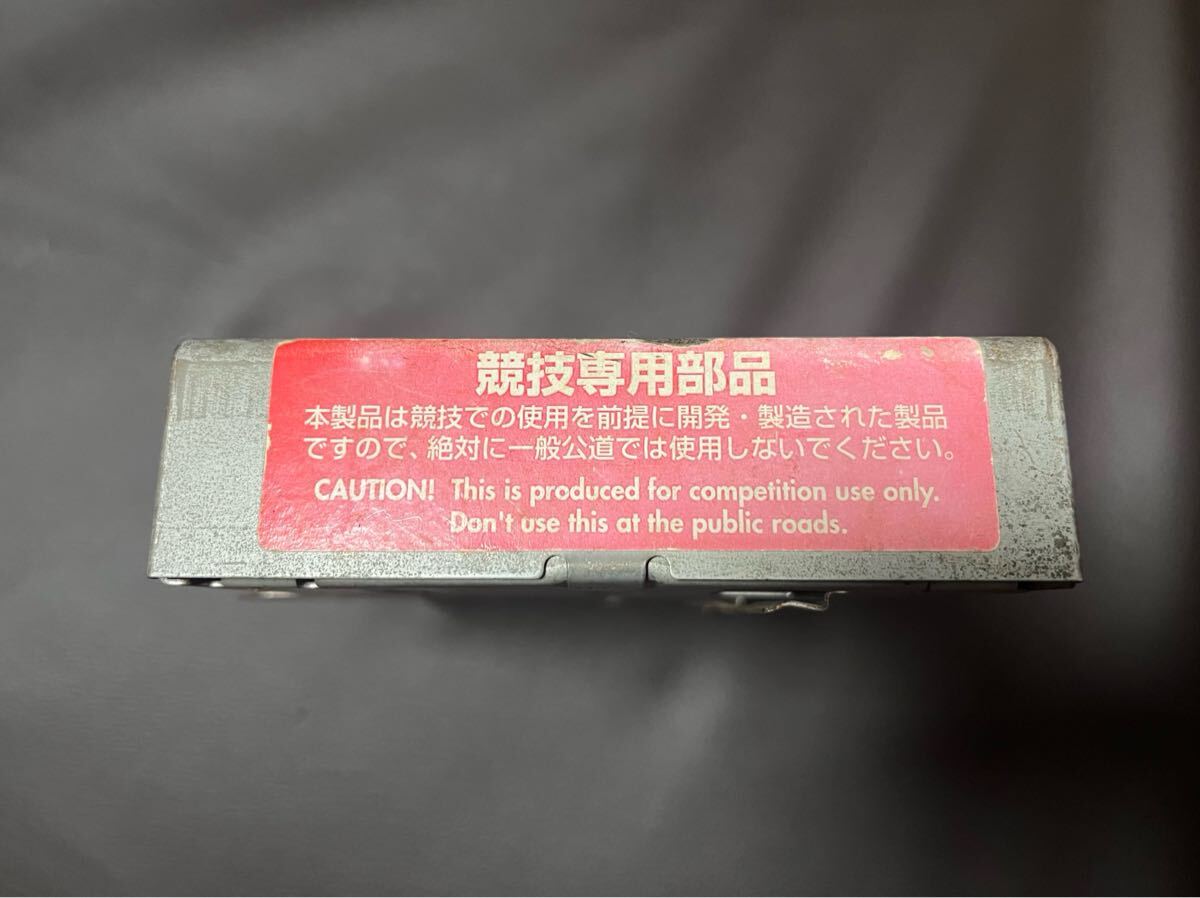 競技専用部品
本製品は競技での使用を前提に開発・製造された製品
ですので、絶対に一般公道では使用しないでください。
CAUTION! This is produced for competition use only.
Don't use this at the public roads.